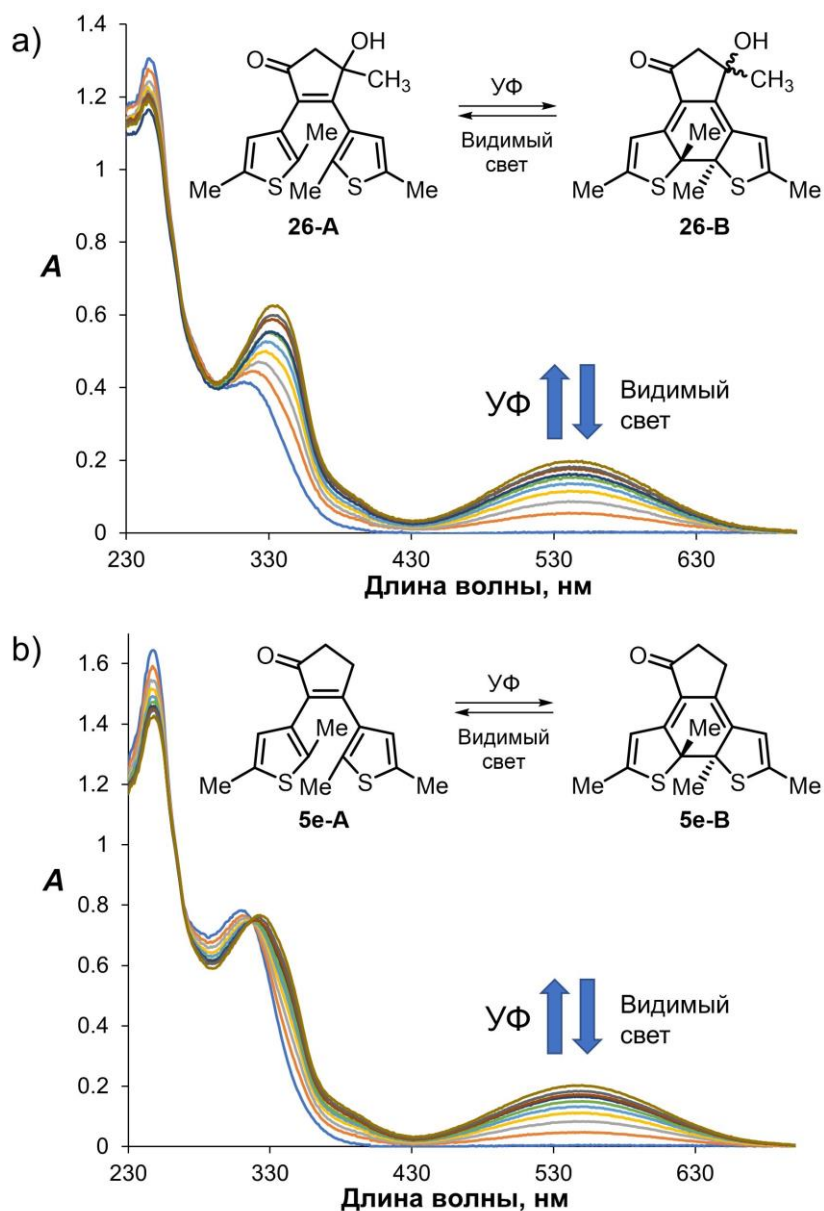 a)
1.4
1.2
1
0.8
0.6
0.4
0.2
0
A
230
330
430
530
630
Длина волны, нм
O
OH
CH3
Me
Me
Me
S
S
Me
26-A
УФ
Видимый
свет
O
OH
CH3
Me
Me
S
Me
S
Me
26-B
УФ
Видимый
свет
b)
1.6
1.4
1.2
1
0.8
0.6
0.4
0.2
0
A
230
330
430
530
630
Длина волны, нм
O
Me
Me
Me
S
S
Me
5e-A
УФ
Видимый
свет
O
Me
Me
S
Me
S
Me
5e-B
УФ
Видимый
свет